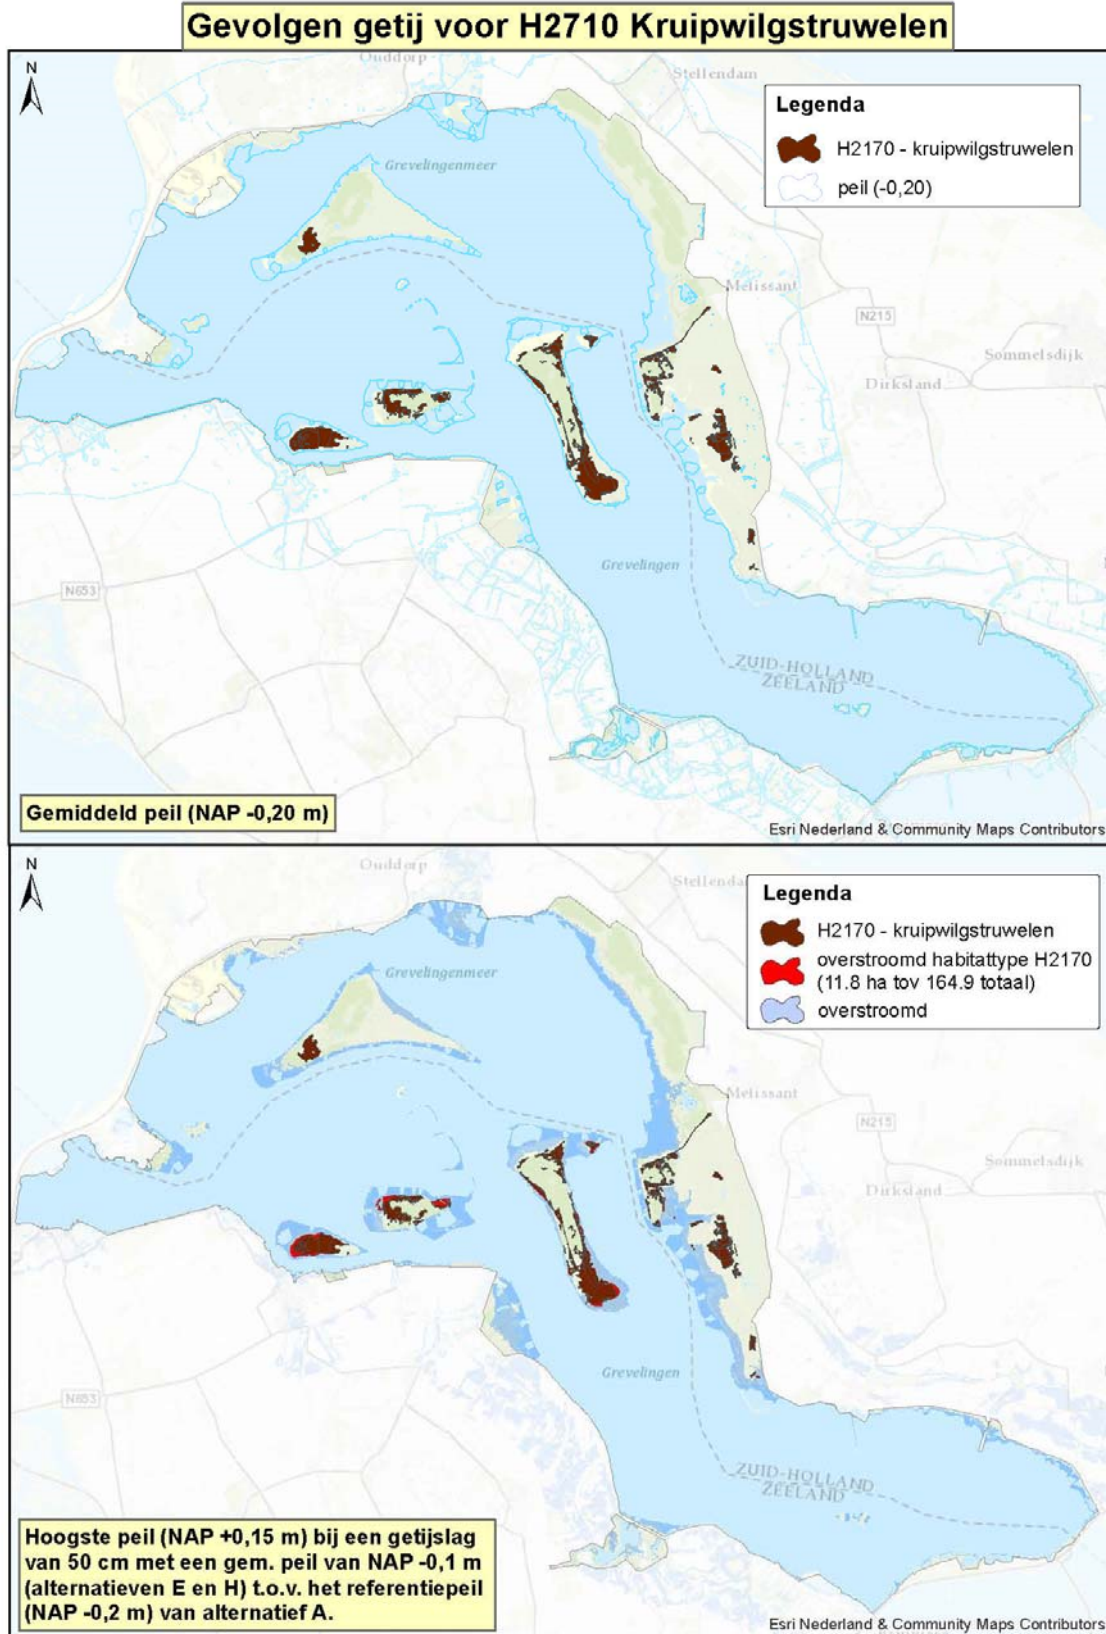 Gevolgen getij voor H2710 Kruipwilgstruwelen
N
Ouddorp
Stellendam
Legenda
H2170 - kruipwilgstruwelen
peil (-0,20)
Grevelingenmeer
Melissant
N215
Sommelsdijk
Dirksland
Grevelingen
N653
ZUID-HOLLAND
ZEELAND
Gemiddeld peil (NAP -0,20 m)
Esri Nederland & Community Maps Contributors
N
Ouddorp
Legenda
H2170 - kruipwilgstruwelen
overstroomd habitattype H2170
(11.8 ha tov 164.9 totaal)
overstroomd
Grevelingenmeer
Melissant
N215
Sommelsdijk
Dirksland
Grevelingen
N653
ZUID-HOLLAND
ZEELAND
Hoogste peil (NAP +0,15 m) bij een getijslag
van 50 cm met een gem. peil van NAP -0,1 m
(alternatieven E en H) t.o.v. het referentiepeil
(NAP -0,2 m) van alternatief A.
Esri Nederland & Community Maps Contributors